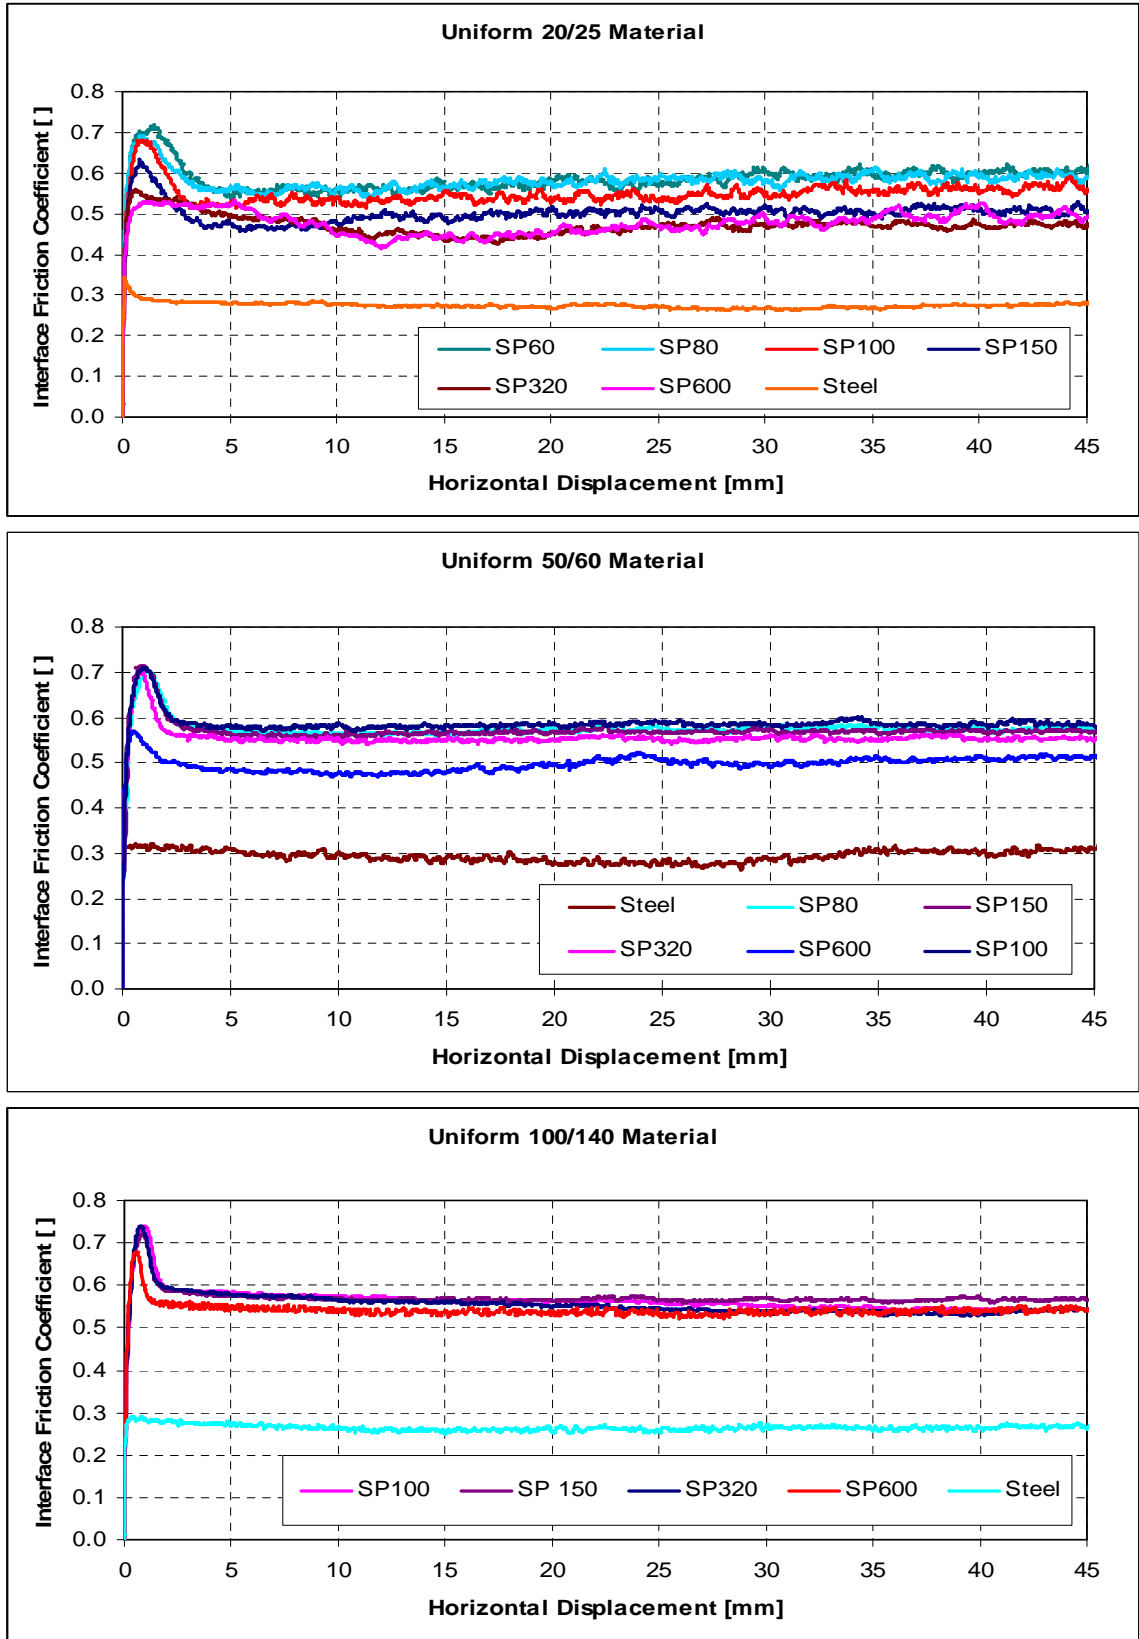 Uniform 20/25 Material
Interface Friction Coefficient [ ]
0.8
0.7
0.6
0.5
0.4
0.3
0.2
0.1
0.0
SP60 SP80 SP100 SP150
SP320 SP600 Steel
0 5 10 15 20 25 30 35 40 45
Horizontal Displacement [mm]
Uniform 50/60 Material
Interface Friction Coefficient [ ]
0.8
0.7
0.6
0.5
0.4
0.3
0.2
0.1
0.0
Steel SP80 SP150
SP320 SP600 SP100
0 5 10 15 20 25 30 35 40 45
Horizontal Displacement [mm]
Uniform 100/140 Material
Interface Friction Coefficient [ ]
0.8
0.7
0.6
0.5
0.4
0.3
0.2
0.1
0.0
SP100 SP 150 SP320 SP600 Steel
0 5 10 15 20 25 30 35 40 45
Horizontal Displacement [mm]